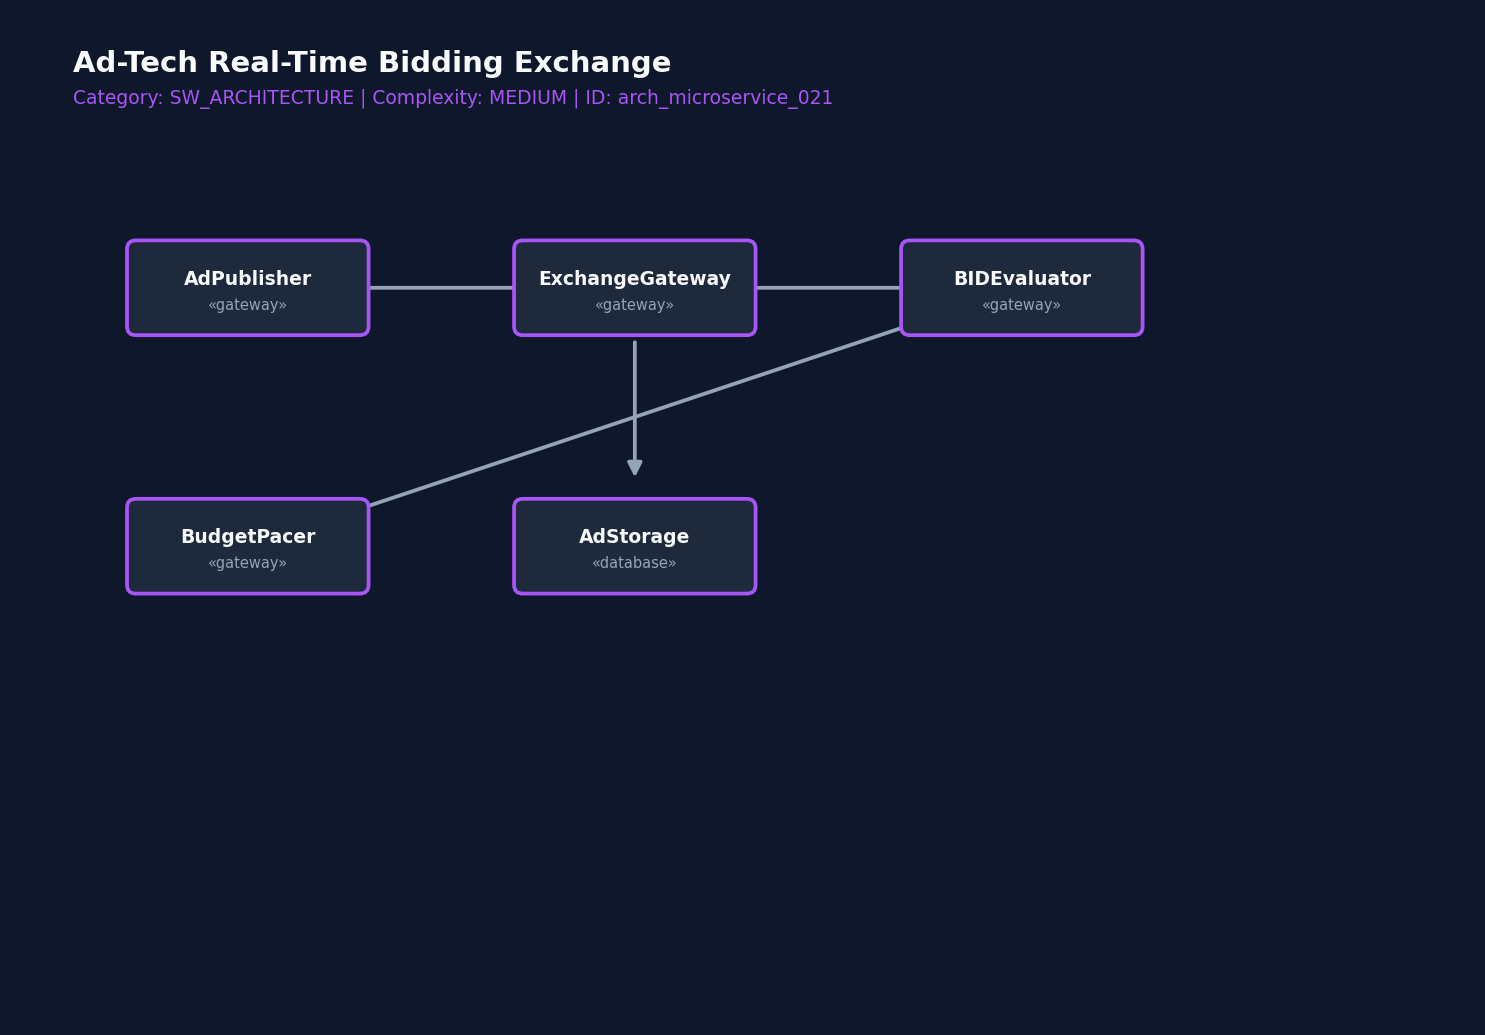 Ad-Tech Real-Time Bidding Exchange
Category: SW_ARCHITECTURE | Complexity: MEDIUM | ID: arch_microservice_021
AdPublisher
«gateway»
ExchangeGateway
«gateway»
BIDEvaluator
«gateway»
BudgetPacer
«gateway»
AdStorage
«database»